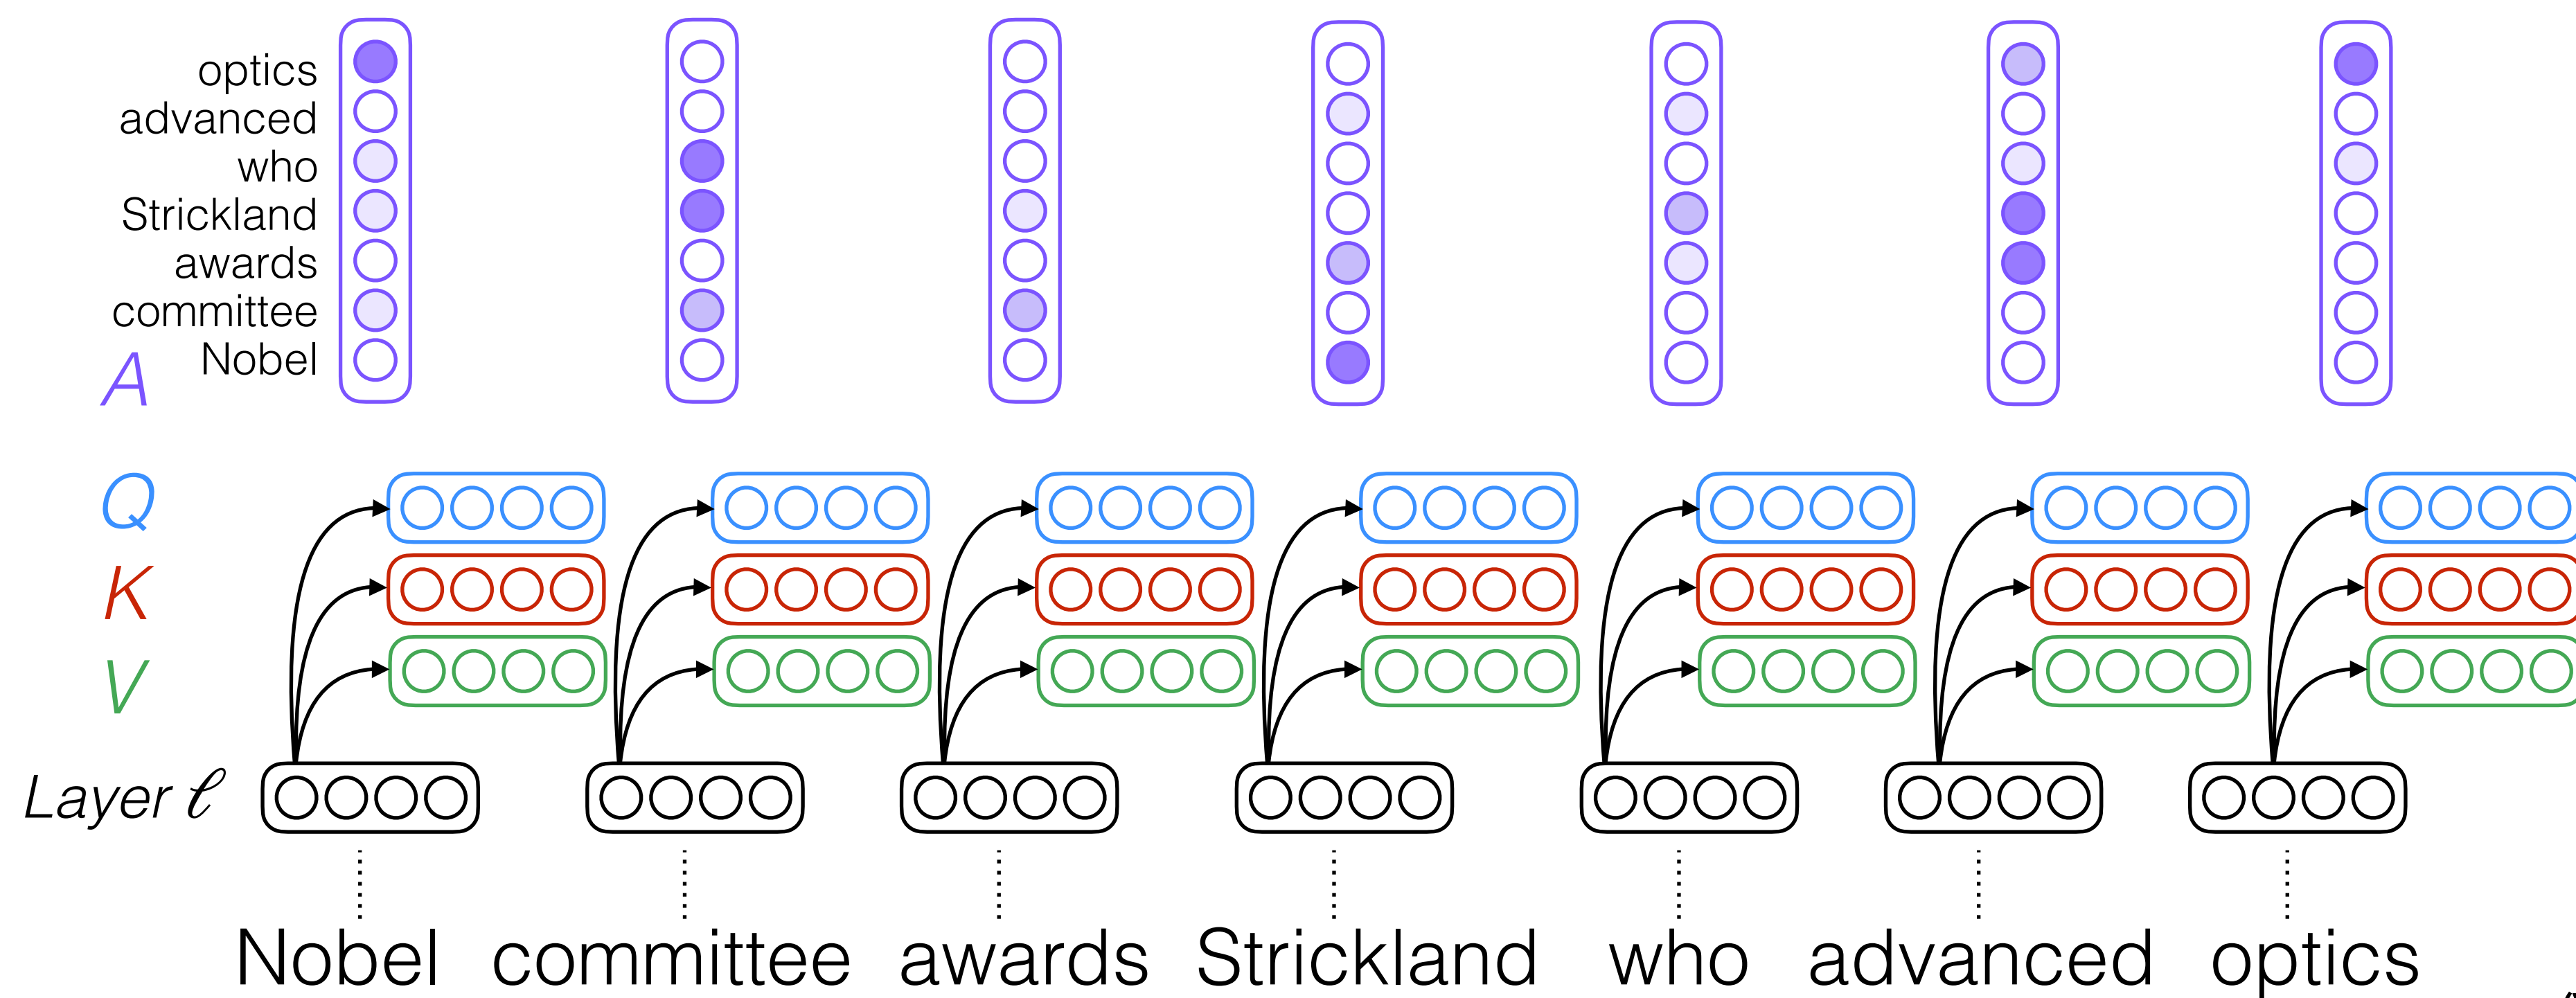 optics
advanced
who
Strickland
awards
committee
Nobel
A
Q
K
V
Layer ℓ
Nobel committee awards Strickland who advanced optics